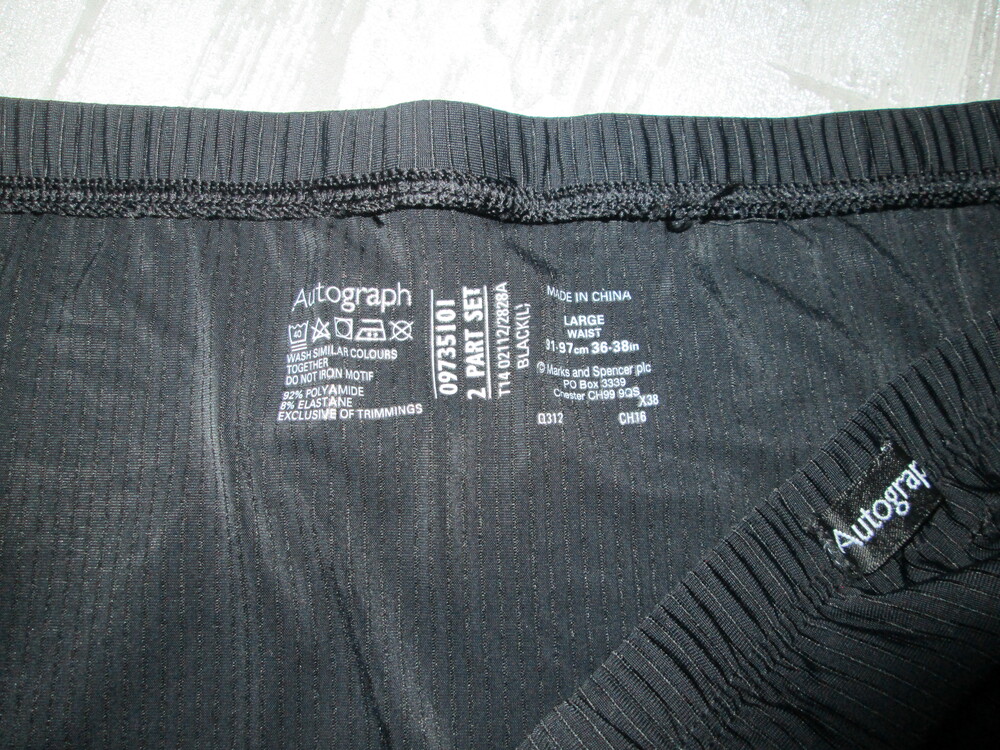 Autograph
40
WASH SIMILAR COLOURS
TOGETHER
DO NOT IRON MOTIF
92% POLYAMIDE
8% ELASTANE
EXCLUSIVE OF TRIMMINGS
09735101
2 PART SET
T14.02112/2828A
BLACK(L)
MADE IN CHINA
LARGE
WAIST
91-97cm 36-38in
© Marks and Spencer plc
PO Box 3339
Chester CH99 9QS
X38
Q312 CH16
Autograp